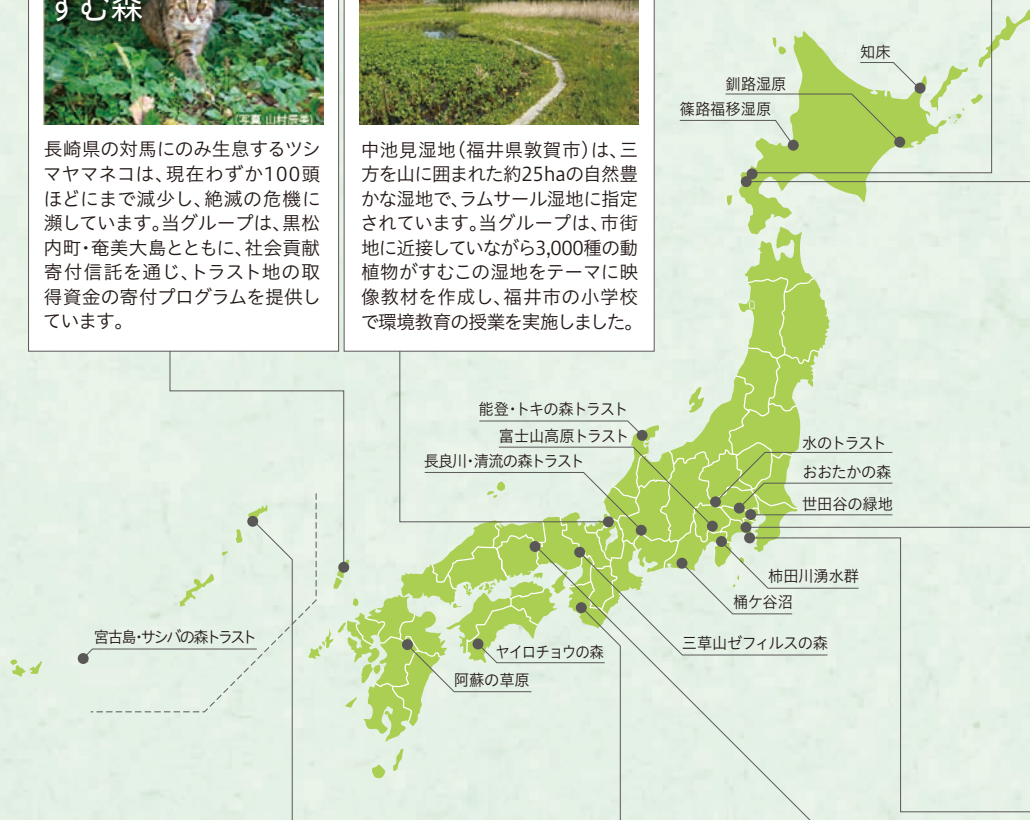 すむ森
(写真 山村辰美)
長崎県の対馬にのみ生息するツシ
マヤマネコは、現在わずか100頭
ほどにまで減少し、絶滅の危機に
瀕しています。当グループは、黒松
内町・奄美大島とともに、社会貢献
寄付信託を通じ、トラスト地の取
得資金の寄付プログラムを提供し
ています。
中池見湿地(福井県敦賀市)は、三
方を山に囲まれた約25haの自然豊
かな湿地で、ラムサール湿地に指定
されています。当グループは、市街
地に近接していながら3,000種の動
植物がすむこの湿地をテーマに映
像教材を作成し、福井市の小学校
で環境教育の授業を実施しました。
知床
釧路湿原
篠路福移湿原
能登・トキの森トラスト
富士山高原トラスト
長良川・清流の森トラスト
水のトラスト
おおたかの森
世田谷の緑地
柿田川湧水群
桶ケ谷沼
三草山ゼフィルスの森
ヤイロチョウの森
阿蘇の草原
宮古島・サシバの森トラスト